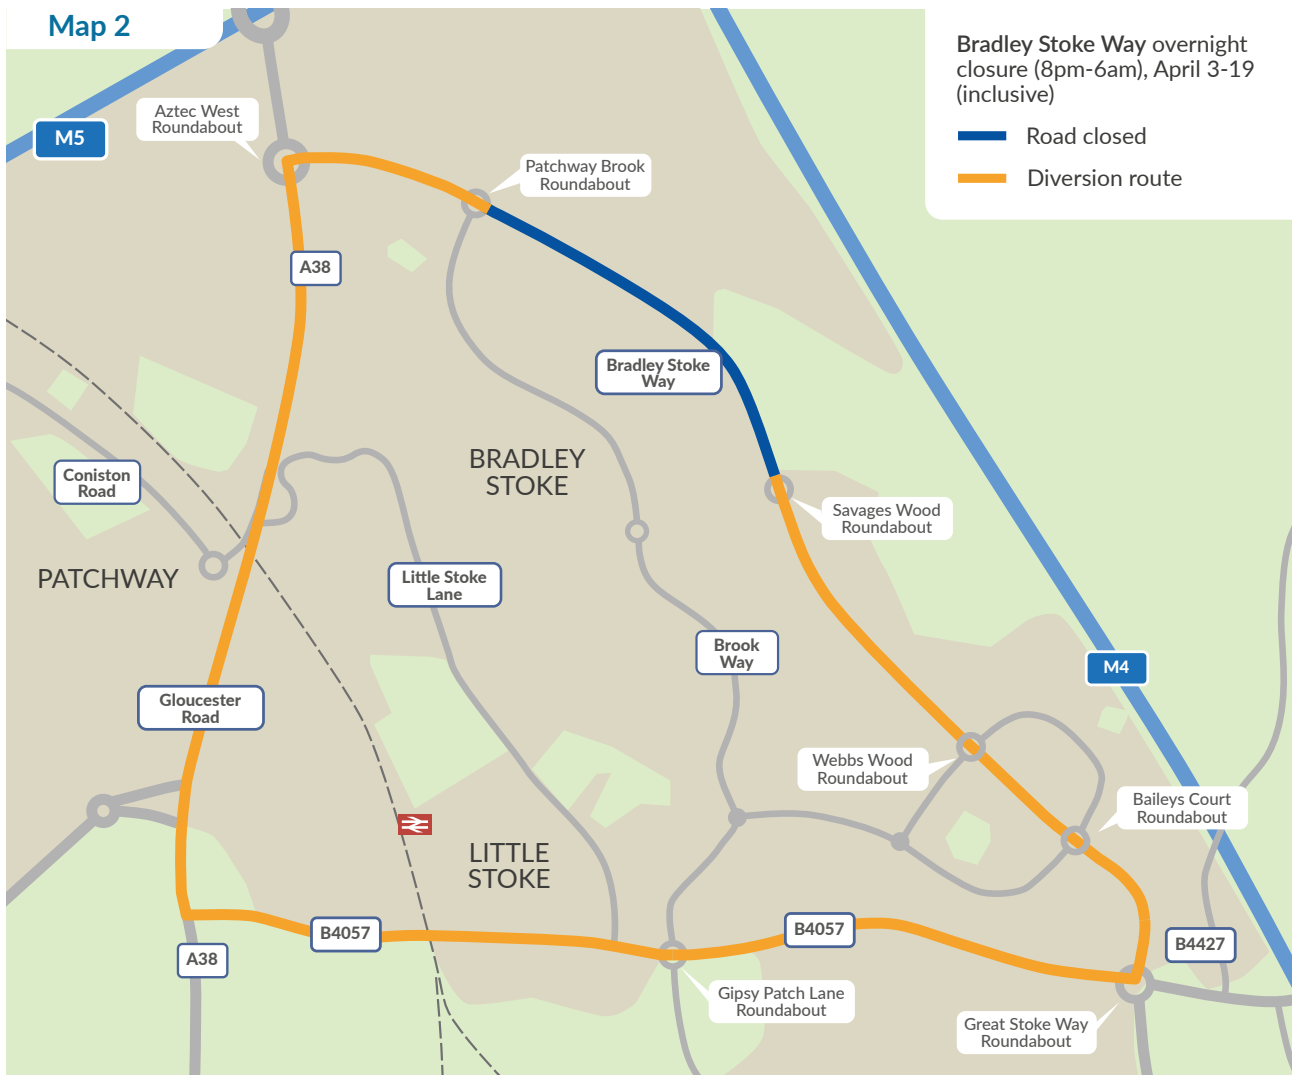 Map 2
Bradley Stoke Way overnight
closure (8pm-6am), April 3-19
(inclusive)
Road closed
Diversion route
M5
Aztec West
Roundabout
Patchway Brook
Roundabout
A38
Bradley Stoke
Way
BRADLEY
STOKE
Coniston
Road
Savages Wood
Roundabout
PATCHWAY
Little Stoke
Lane
Brook
Way
M4
Gloucester
Road
Webbs Wood
Roundabout
Baileys Court
Roundabout
LITTLE
STOKE
B4057
B4057
B4427
A38
Gipsy Patch Lane
Roundabout
Great Stoke Way
Roundabout